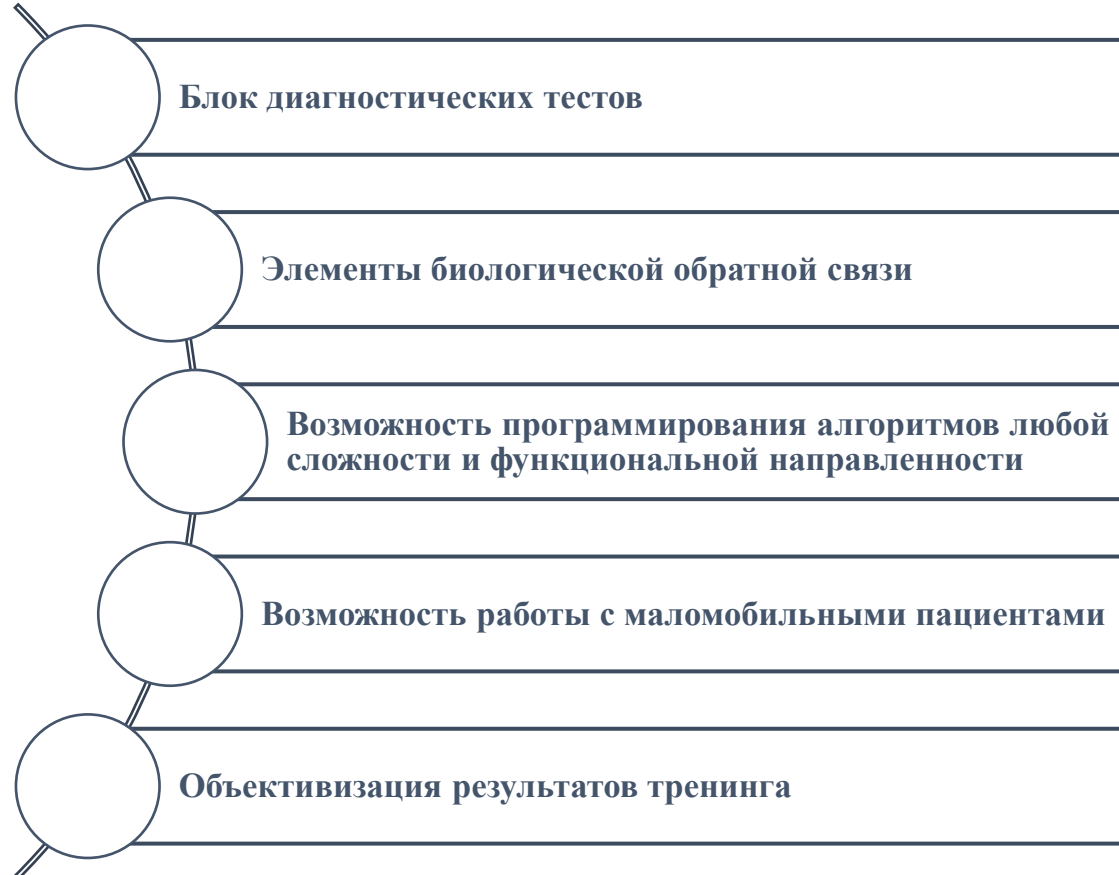 Блок диагностических тестов
Элементы биологической обратной связи
Возможность программирования алгоритмов любой
сложности и функциональной направленности
Возможность работы с маломобильными пациентами
Объективизация результатов тренинга